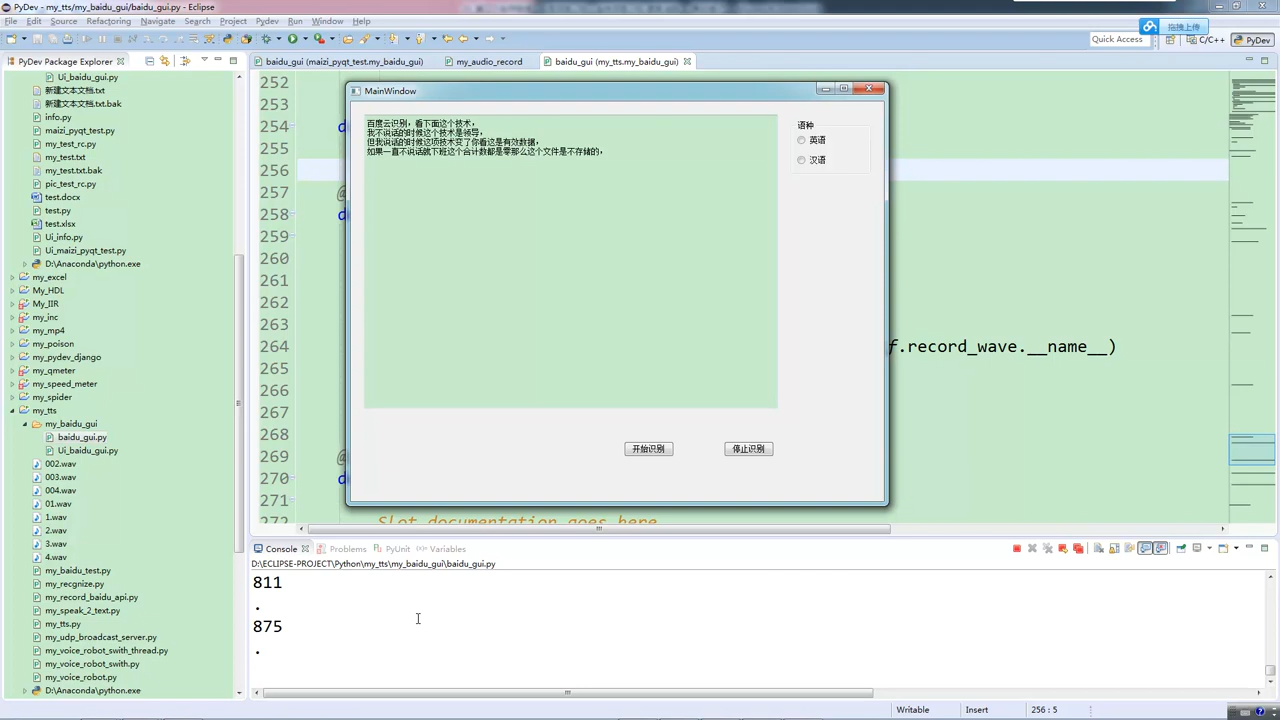 PyDev - my_tts/my_baidu_gui/baidu_gui.py - Eclipse
File Edit Source Refactoring Navigate Search Project Pydev Run Window Help
拖拽上传
Quick Access
C/C++
PyDev
PyDev Package Explorer
baidu_gui (maizi_pyqt_test.my_baidu_gui)
my_audio_record
baidu_gui (my_tts.my_baidu_gui)
Ui_baidu_gui.py
新建文本文档.txt
新建文本文档.txt.bak
info.py
maizi_pyqt_test.py
my_test_rc.py
my_test.txt
my_test.txt.bak
pic_test_rc.py
test.docx
test.py
test.xlsx
Ui_info.py
Ui_maizi_pyqt_test.py
D:\Anaconda\python.exe
my_excel
My_HDL
My_IIR
my_inc
my_mp4
my_poison
my_pydev_django
my_qmeter
my_speed_meter
my_spider
my_tts
my_baidu_gui
baidu_gui.py
Ui_baidu_gui.py
002.wav
003.wav
004.wav
01.wav
1.wav
2.wav
3.wav
4.wav
my_baidu_test.py
my_recgnize.py
my_record_baidu_api.py
my_speak_2_text.py
my_tts.py
my_udp_broadcast_server.py
my_voice_robot_swith_thread.py
my_voice_robot_swith.py
my_voice_robot.py
D:\Anaconda\python.exe
252
253
254 d
255
256
257 @
258 d
259
260
261
262
263
264 f.record_wave.__name__)
265
266
267
268
269 @
270 d
271
272 Slot documentation goes here
MainWindow
百度云识别，看下面这个技术，
我不说话的时候这个技术是领导，
但我说话的时候这项技术变了你看这是有效数据，
如果一直不说话就下班这个合计数都是零那么这个文件是不存储的，
语种
英语
汉语
开始识别
停止识别
Console Problems PyUnit Variables
D:\ECLIPSE-PROJECT\Python\my_tts\my_baidu_gui\baidu_gui.py
811
.
875
.
Writable Insert 256 : 5